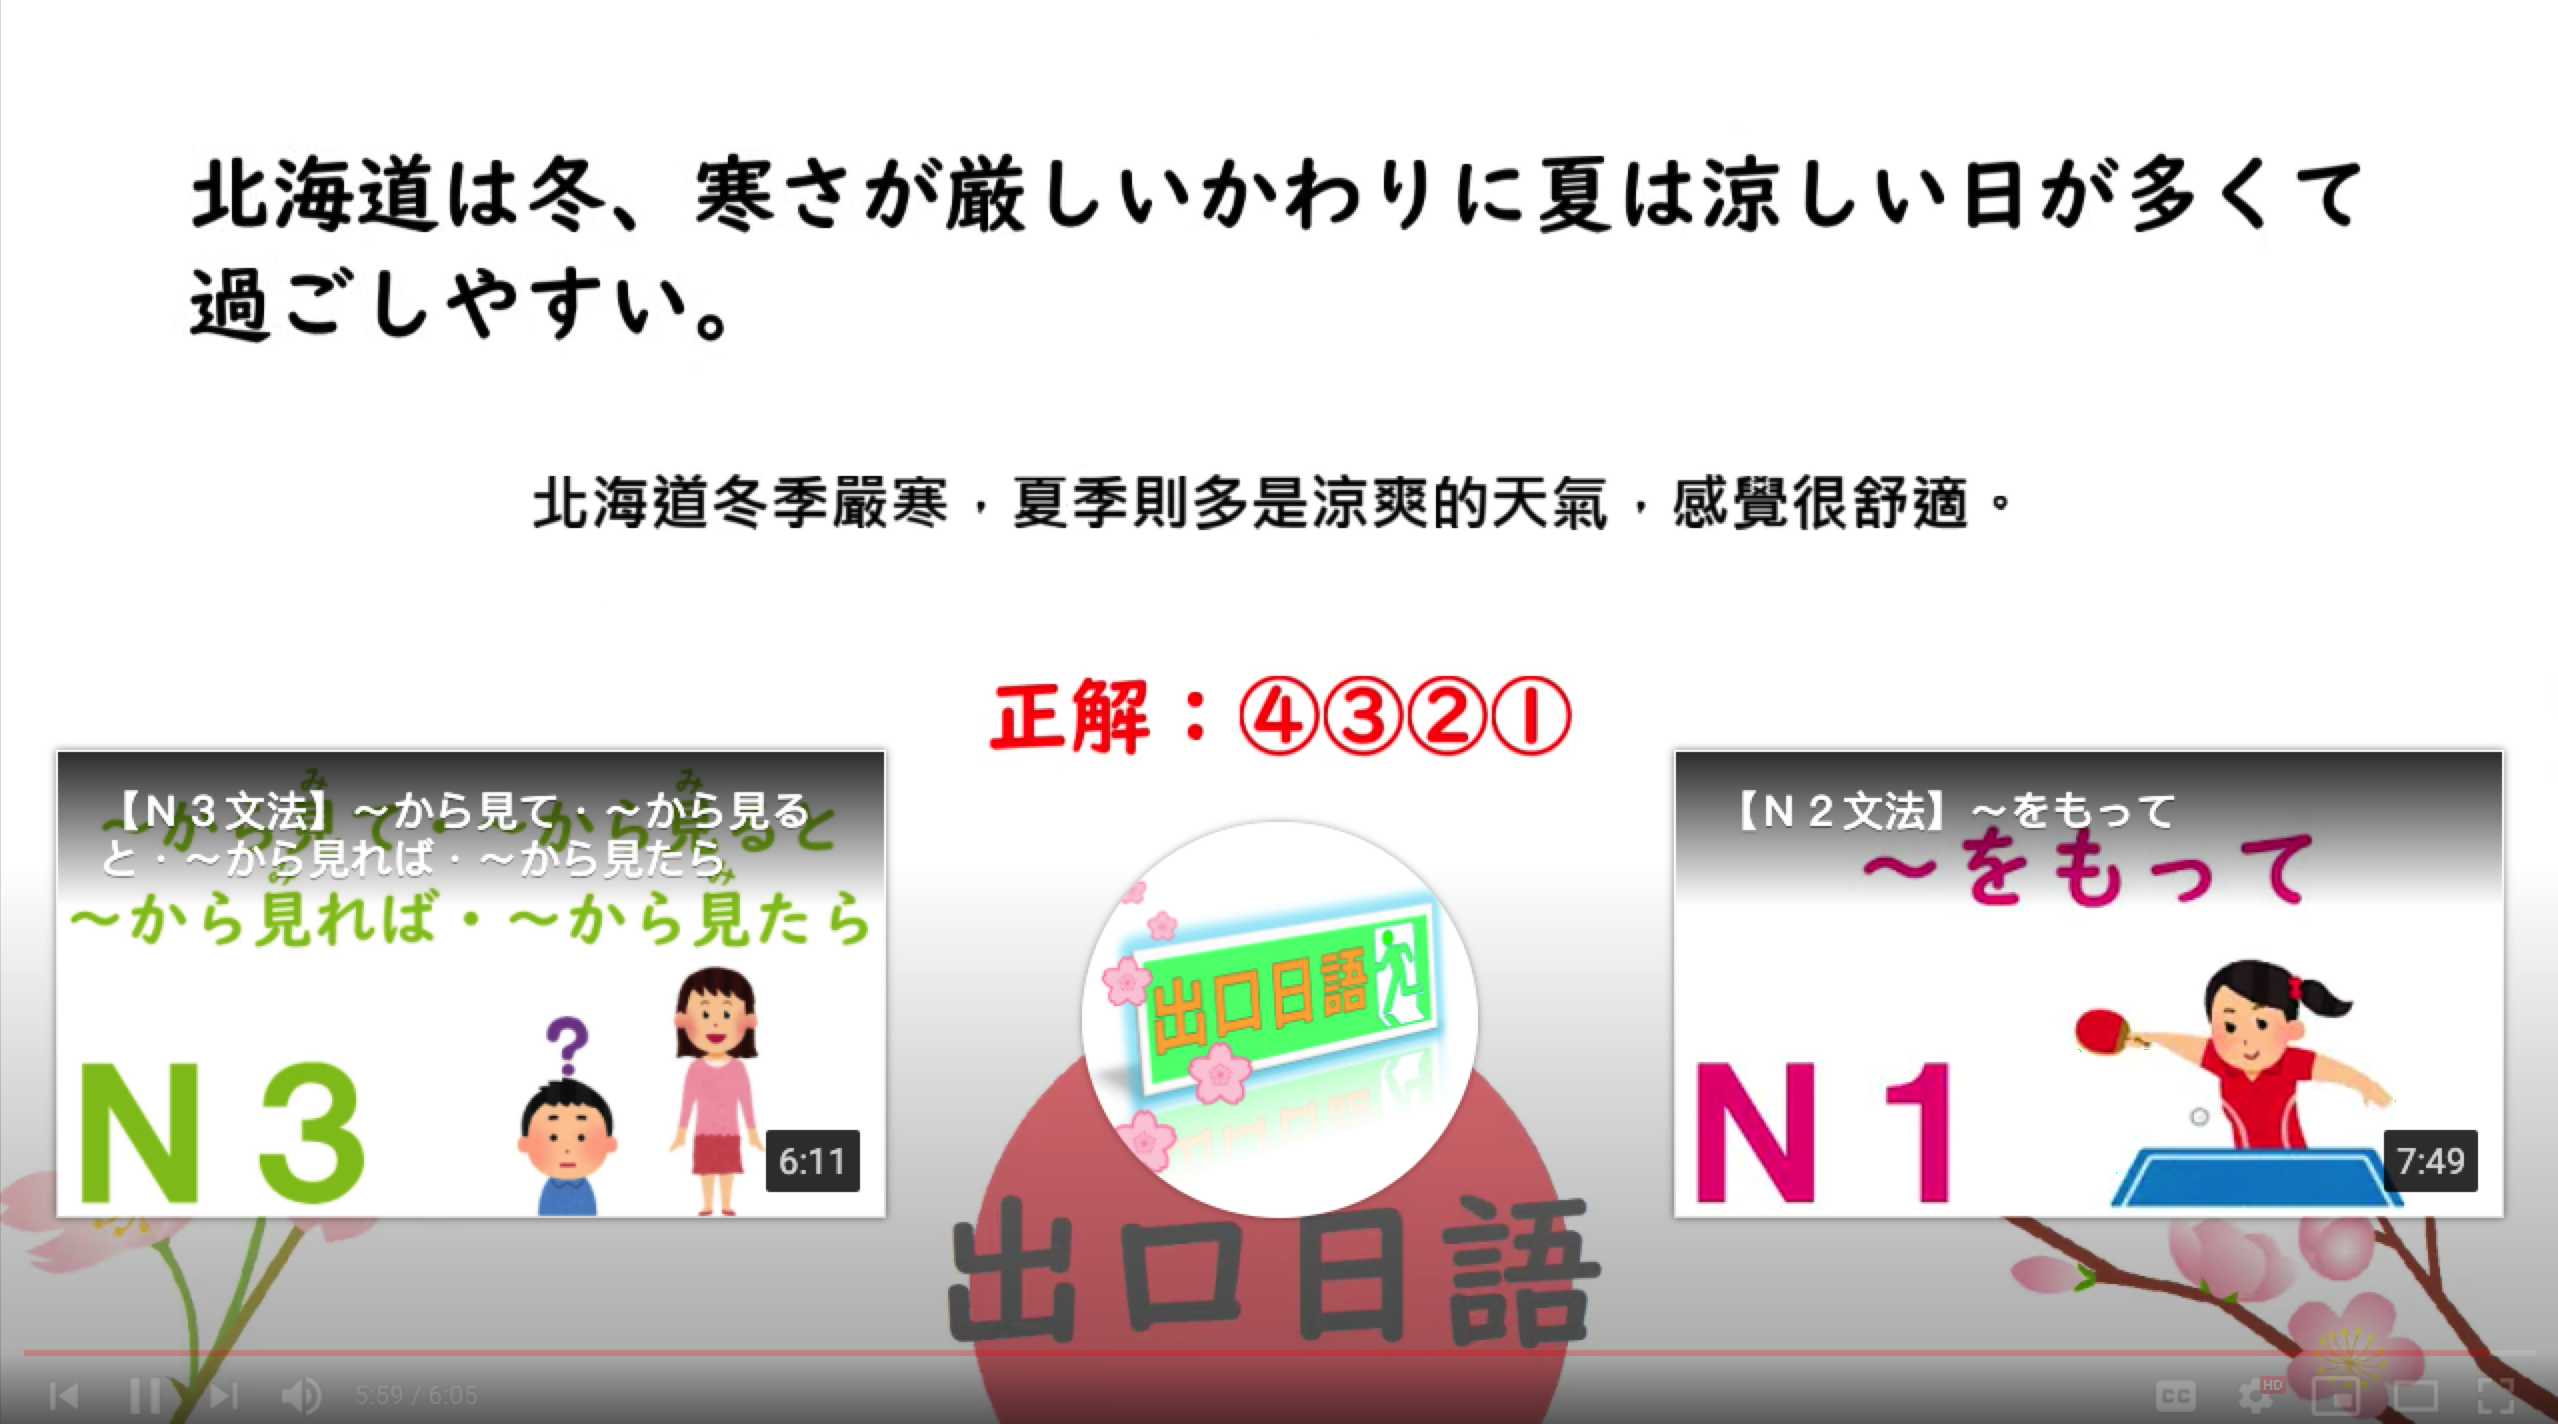 北海道は冬、寒さが厳しいかわりに夏は涼しい日が多くて
過ごしやすい。
北海道冬季嚴寒，夏季則多是涼爽的天氣，感覺很舒適。
正解：④③②①
【N３文法】～から見て・～から見る
と・～から見れば・～から見たら
～から見て・～から見ると
～から見れば・～から見たら
N3
?
6:11
出口日語
【N２文法】～をもって
～をもって
N1
7:49
出口日語
5:59 / 6:05
CC
HD